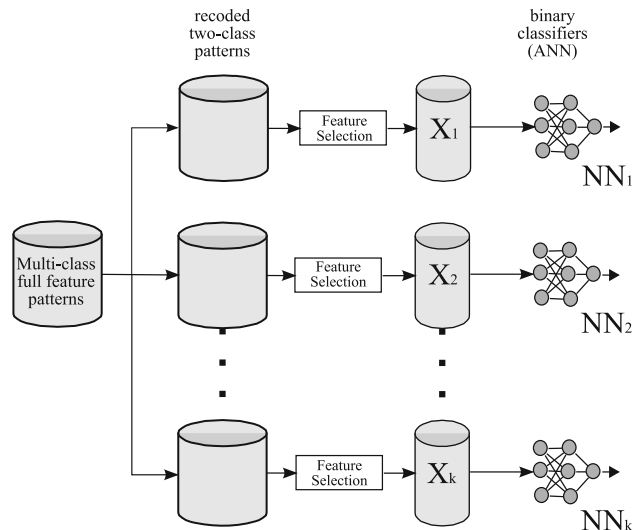 recoded
two-class
patterns
binary
classifiers
(ANN)
Feature
Selection
X1
NN1
Multi-class
full feature
patterns
Feature
Selection
X2
NN2
Feature
Selection
Xk
NNk